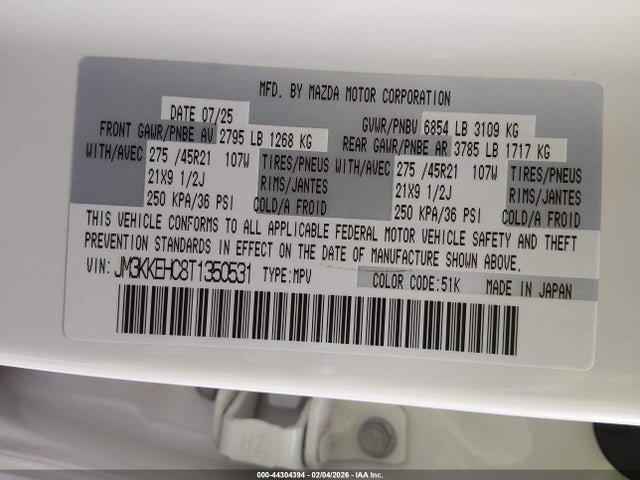 MFD. BY MAZDA MOTOR CORPORATION
DATE 07/25 GVWR/PNBV 6854 LB 3109 KG
FRONT GAWR/PNBE AV 2795 LB 1268 KG REAR GAWR/PNBE AR 3785 LB 1717 KG
WITH/AVEC 275 /45R21 107W TIRES/PNEUS WITH/AVEC 275 /45R21 107W TIRES/PNEUS
21X9 1/2J RIMS/JANTES 21X9 1/2J RIMS/JANTES
250 KPA/36 PSI COLD/A FROID 250 KPA/36 PSI COLD/A FROID
THIS VEHICLE CONFORMS TO ALL APPLICABLE FEDERAL MOTOR VEHICLE SAFETY AND THEFT
PREVENTION STANDARDS IN EFFECT ON THE DATE OF MANUFACTURE SHOWN ABOVE.
VIN: JM3KKEHC8T1350531 TYPE:MPV COLOR CODE:51K MADE IN JAPAN
ZR
000-44304394 - 02/04/2026 - IAA Inc.